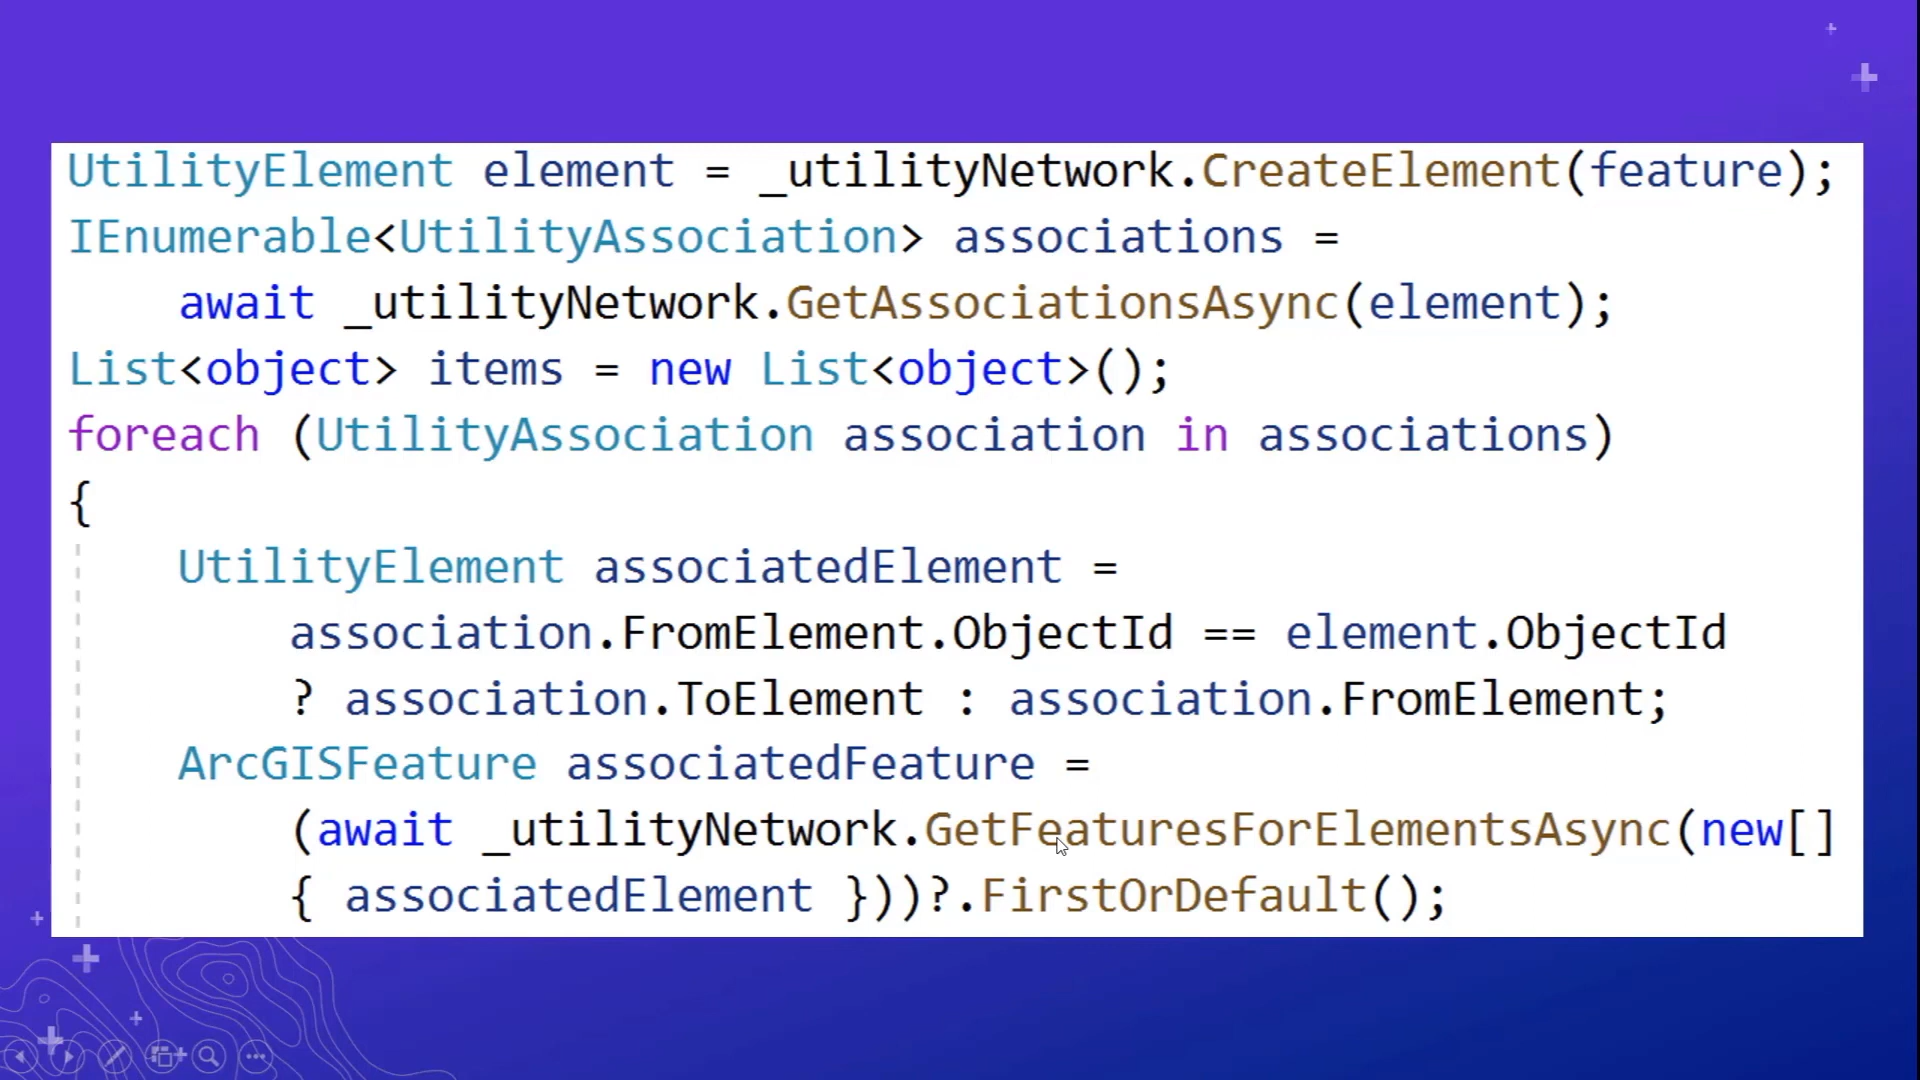 UtilityElement element = _utilityNetwork.CreateElement(feature);
IEnumerable<UtilityAssociation> associations =
    await _utilityNetwork.GetAssociationsAsync(element);
List<object> items = new List<object>();
foreach (UtilityAssociation association in associations)
{
    UtilityElement associatedElement =
        association.FromElement.ObjectId == element.ObjectId
        ? association.ToElement : association.FromElement;
    ArcGISFeature associatedFeature =
        (await _utilityNetwork.GetFeaturesForElementsAsync(new[]
        { associatedElement }))?.FirstOrDefault();